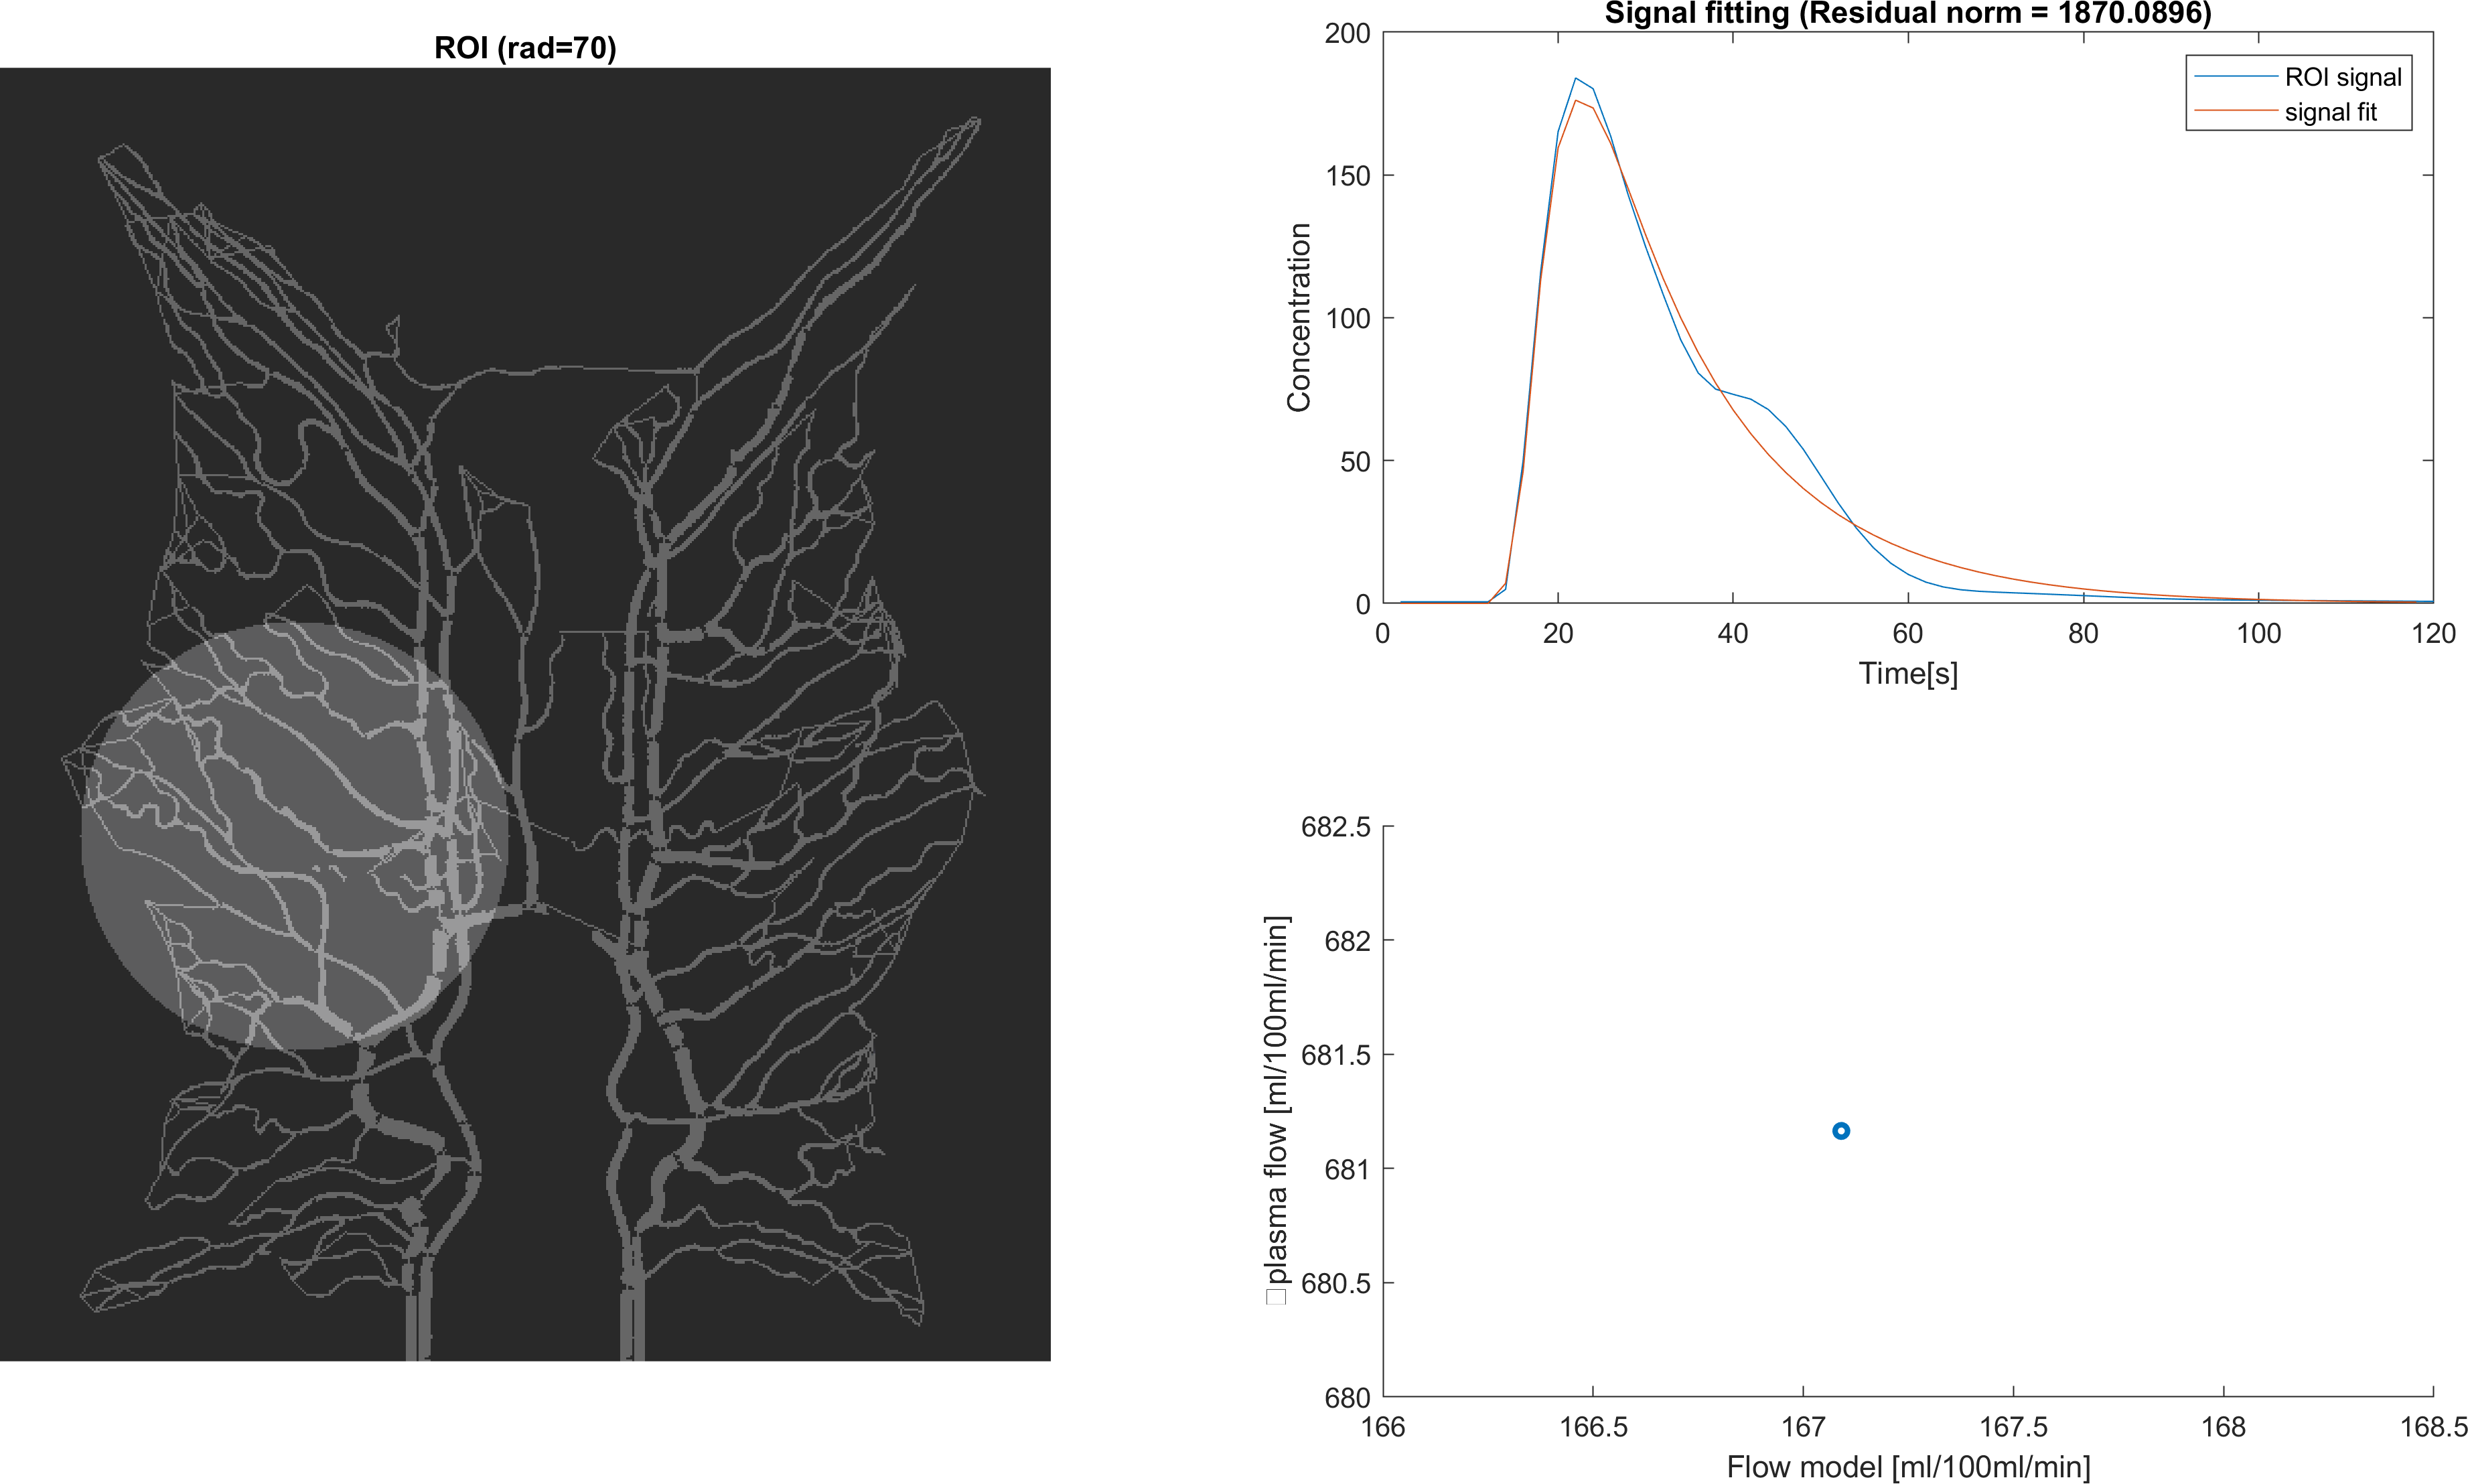 ROI (rad=70)
Signal fitting (Residual norm = 1870.0896)
200
150
100
50
0
Concentration
ROI signal
signal fit
0 20 40 60 80 100 120
Time[s]
682.5
682
681.5
681
680.5
680
□ plasma flow [ml/100ml/min]
166 166.5 167 167.5 168 168.5
Flow model [ml/100ml/min]